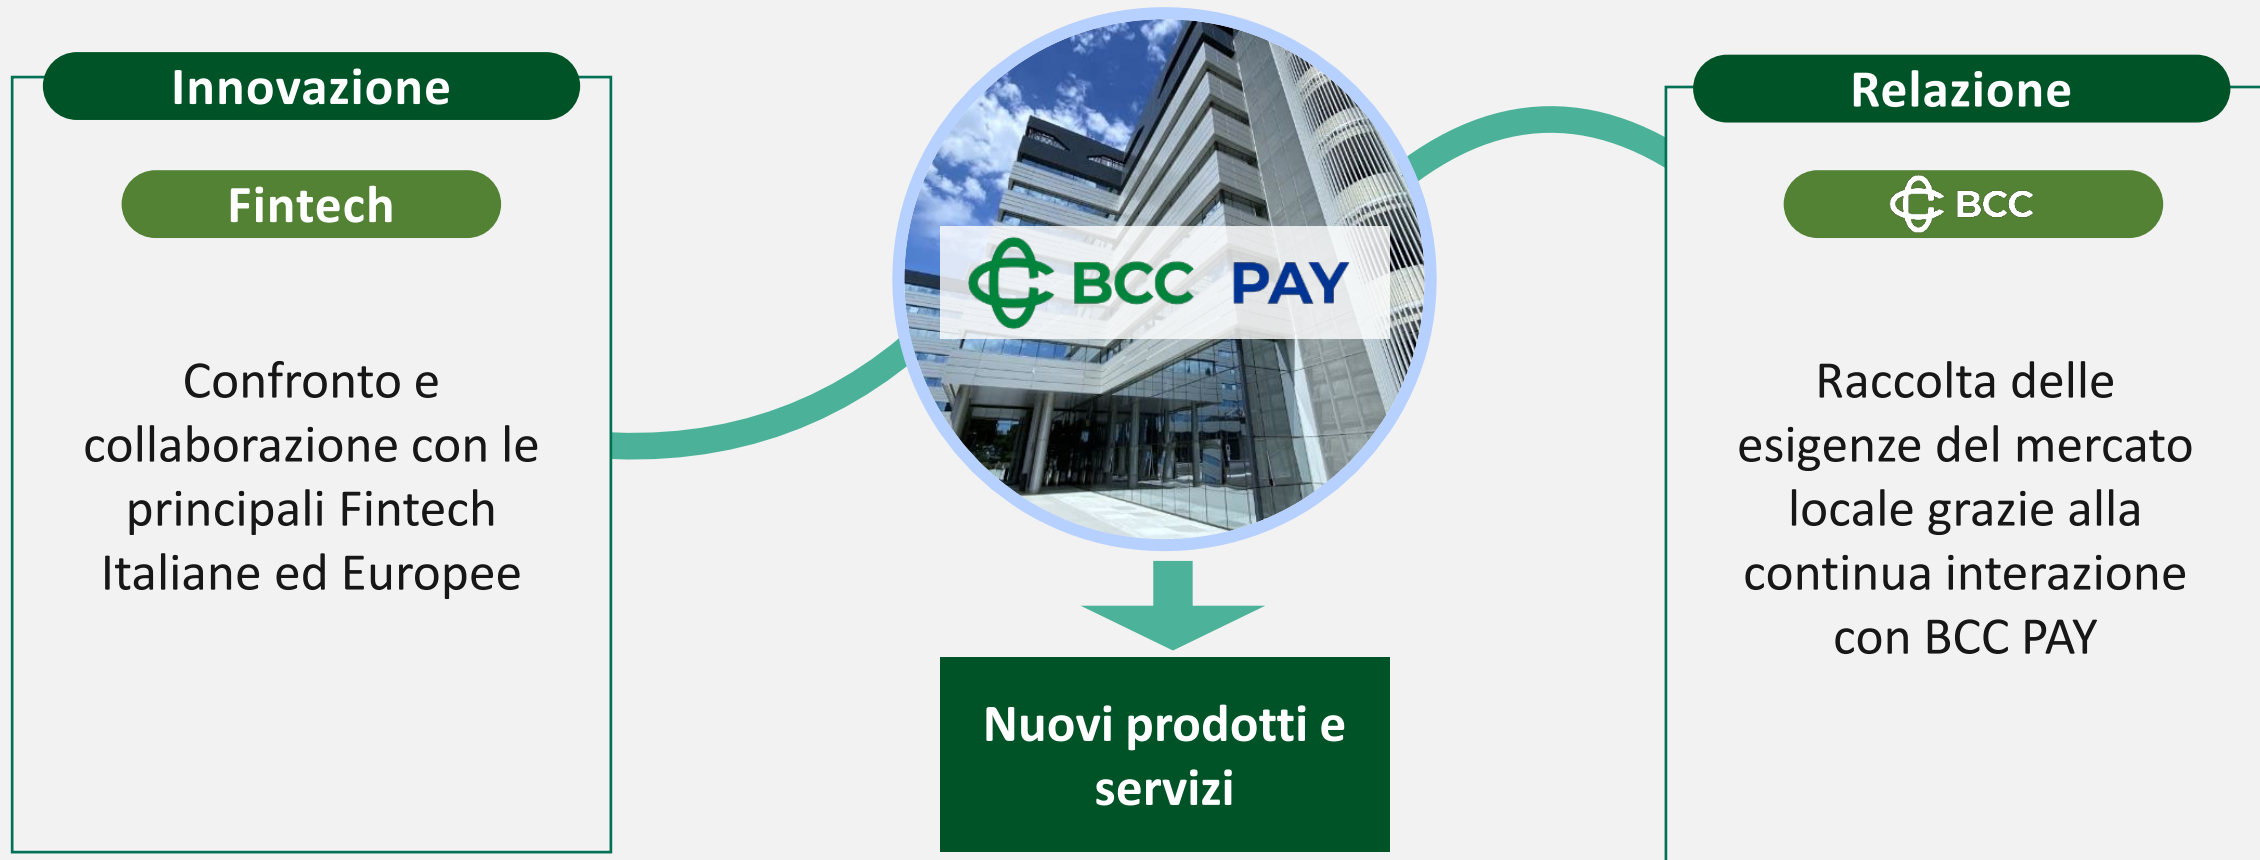 Innovazione
Fintech
Confronto e
collaborazione con le
principali Fintech
Italiane ed Europee
BCC PAY
Nuovi prodotti e
servizi
Relazione
BCC
Raccolta delle
esigenze del mercato
locale grazie alla
continua interazione
con BCC PAY